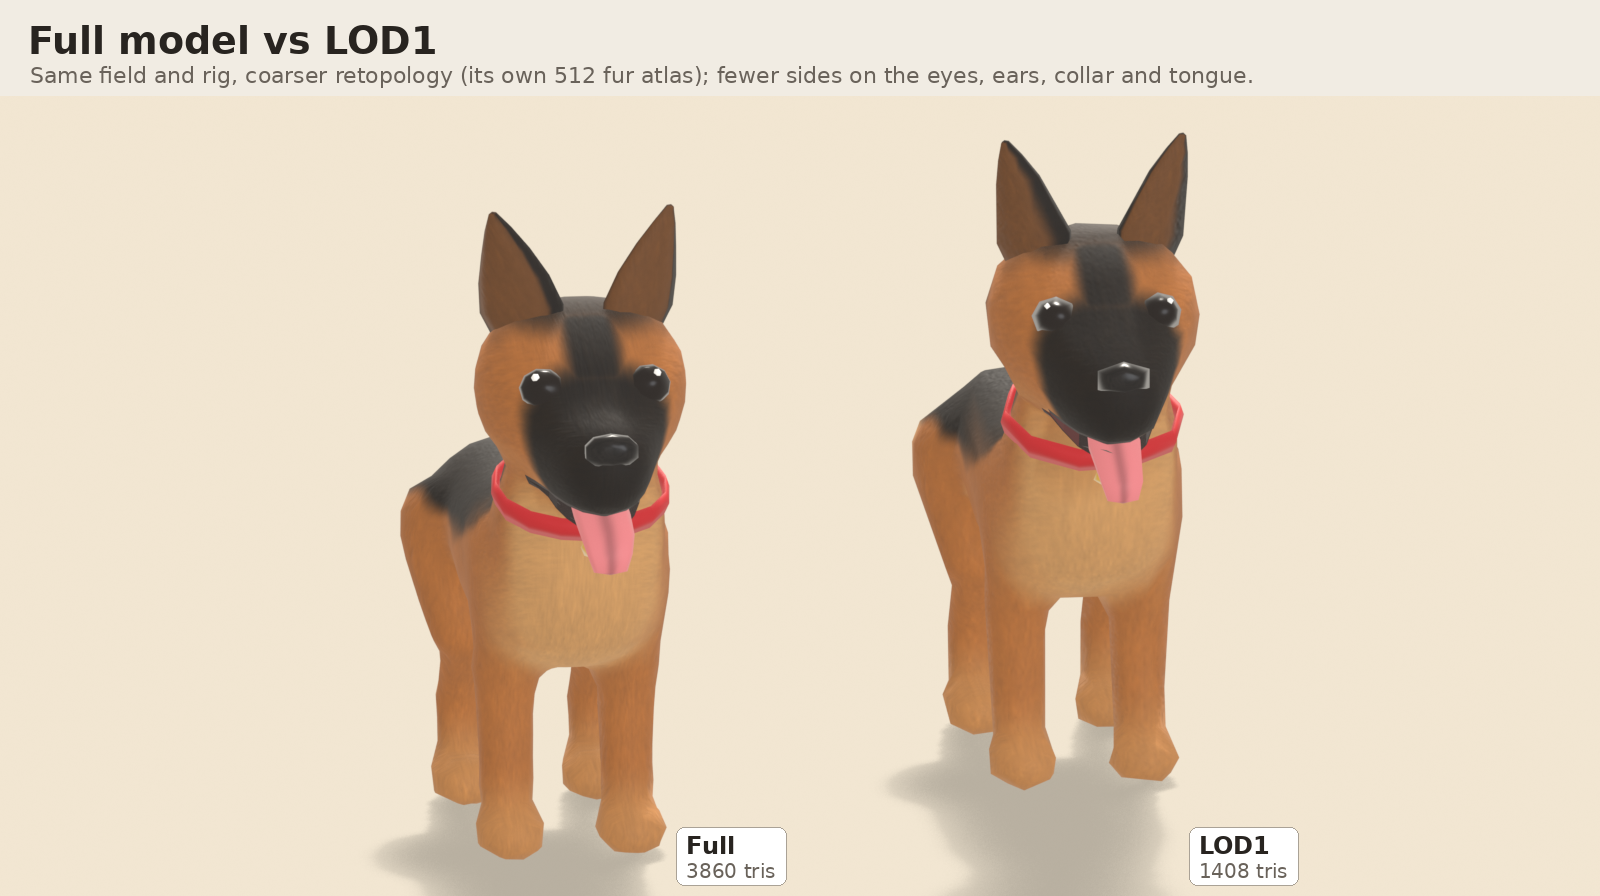 Full model vs LOD1
Same field and rig, coarser retopology (its own 512 fur atlas); fewer sides on the eyes, ears, collar and tongue.
Full
3860 tris
LOD1
1408 tris